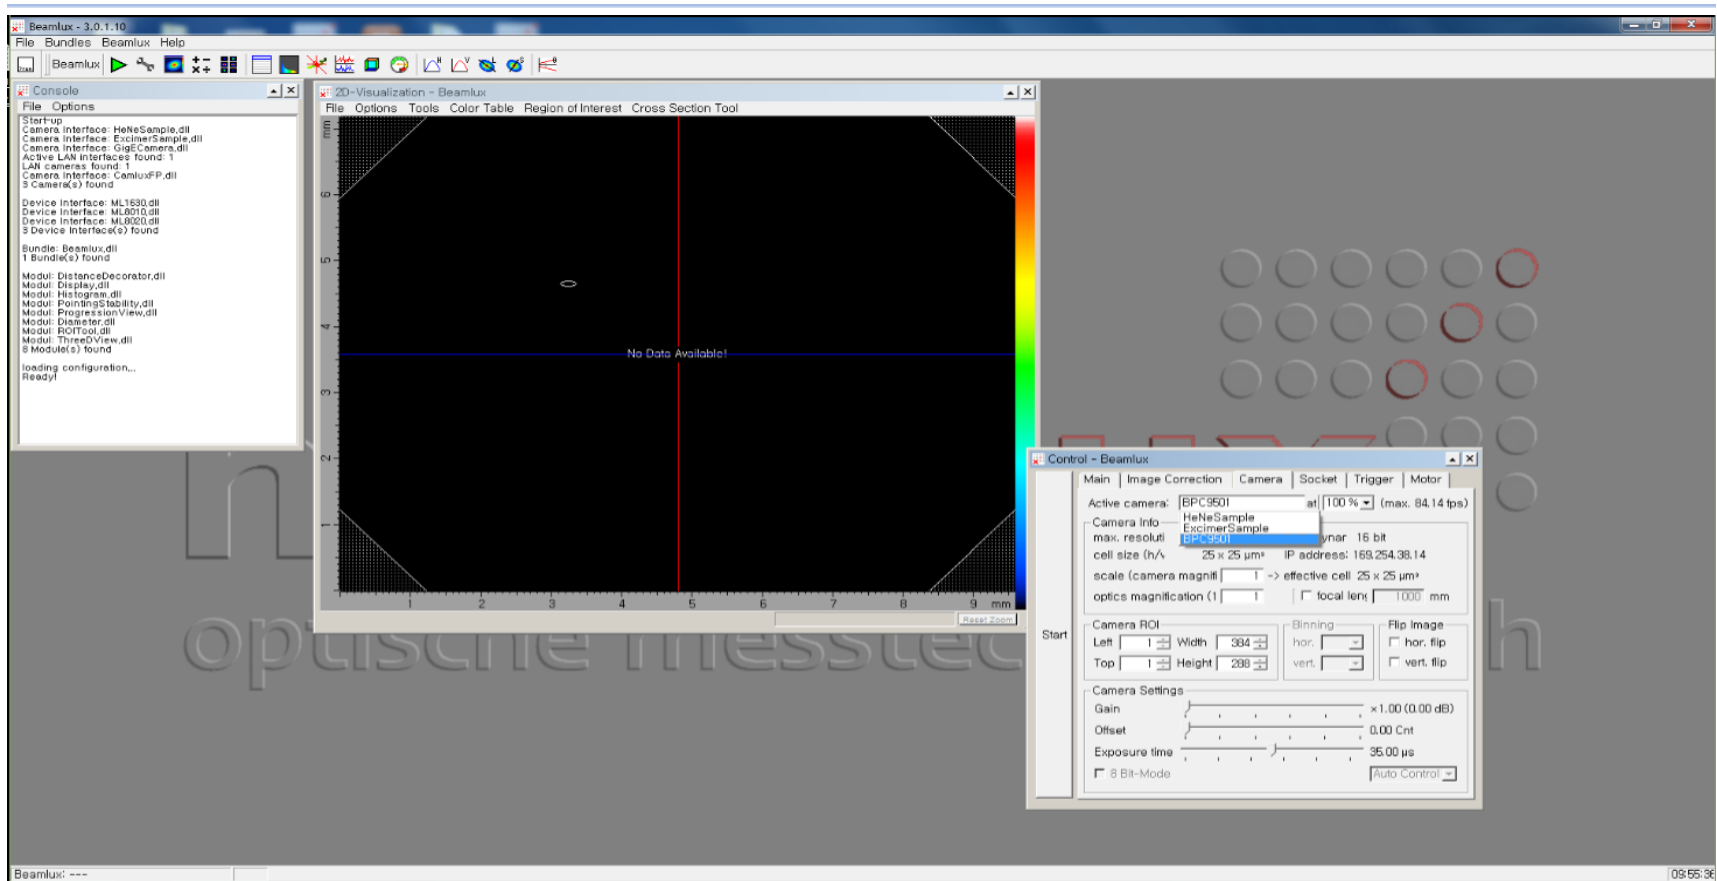 Beamlux - 3.0.1.10
File Bundles Beamlux Help
Beamlux
Console
File Options
Start-up
Camera Interface: HeNeSample.dll
Camera Interface: ExcimerSample.dll
Camera Interface: GigECamera.dll
Active LAN interfaces found: 1
LAN cameras found: 1
Camera Interface: CamluxFP.dll
3 Camera(s) found
Device Interface: ML1630.dll
Device Interface: ML8010.dll
Device Interface: ML8020.dll
3 Device Interface(s) found
Bundle: Beamlux.dll
1 Bundle(s) found
Modul: DistanceDecorator.dll
Modul: Display.dll
Modul: Histogram.dll
Modul: PointingStability.dll
Modul: ProgressionView.dll
Modul: Diameter.dll
Modul: ROITool.dll
Modul: ThreeDView.dll
8 Module(s) found
loading configuration...
Ready!
2D-Visualization - Beamlux
File Options Tools Color Table Region of Interest Cross Section Tool
mm
6
5
4
3
2
1
No Data Available!
1 2 3 4 5 6 7 8 9 mm
Reset Zoom
Control - Beamlux
Main Image Correction Camera Socket Trigger Motor
Start
Active camera: BPC9501 at 100 % (max. 84.14 fps)
HeNeSample
ExcimerSample
BPC9501
Camera Info
max. resoluti ynar 16 bit
cell size (h/v 25 x 25 µm² IP address: 169.254.38.14
scale (camera magnifi 1 -> effective cell 25 x 25 µm²
optics magnification (1 1 focal leng 1000 mm
Camera ROI
Left 1 Width 384
Top 1 Height 288
Binning
hor.
vert.
Flip Image
hor. flip
vert. flip
Camera Settings
Gain ×1.00 (0.00 dB)
Offset 0.00 Cnt
Exposure time 35.00 µs
8 Bit-Mode Auto Control
optische messtec h
Beamlux: ---
09:55:36